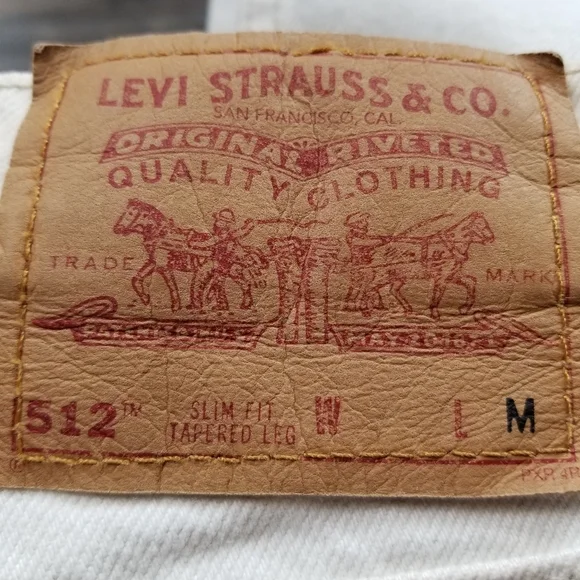 LEVI STRAUSS & CO.
SAN FRANCISCO, CAL.
ORIGINAL RIVETED
QUALITY CLOTHING
TRADE MARK
512™ SLIM FIT W L M
TAPERED LEG